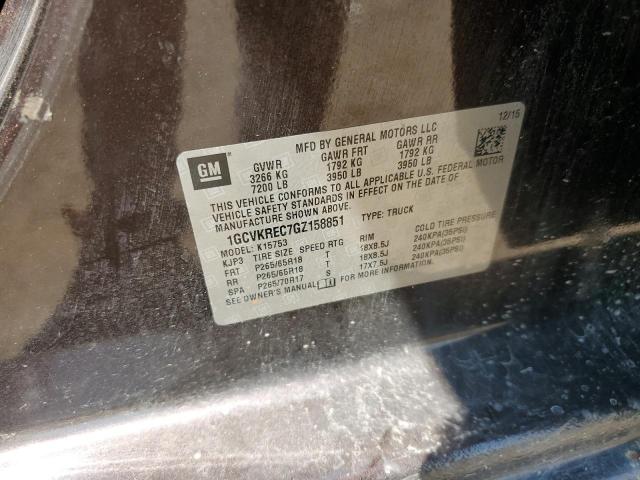 12/15
MFD BY GENERAL MOTORS LLC
GM
GVWR GAWR FRT GAWR RR
3266 KG 1792 KG 1792 KG
7200 LB 3950 LB 3950 LB
THIS VEHICLE CONFORMS TO ALL APPLICABLE U.S. FEDERAL MOTOR
VEHICLE SAFETY STANDARDS IN EFFECT ON THE DATE OF
MANUFACTURE SHOWN ABOVE.
1GCVKREC7GZ158851 TYPE: TRUCK
MODEL: K15753
KJP3 TIRE SIZE SPEED RTG RIM COLD TIRE PRESSURE
FRT P265/65R18 T 18X8.5J 240KPA(35PSI)
RR P265/65R18 T 18X8.5J 240KPA(35PSI)
SPA P265/70R17 S 17X7.5J 240KPA(35PSI)
SEE OWNER'S MANUAL FOR MORE INFORMATION.